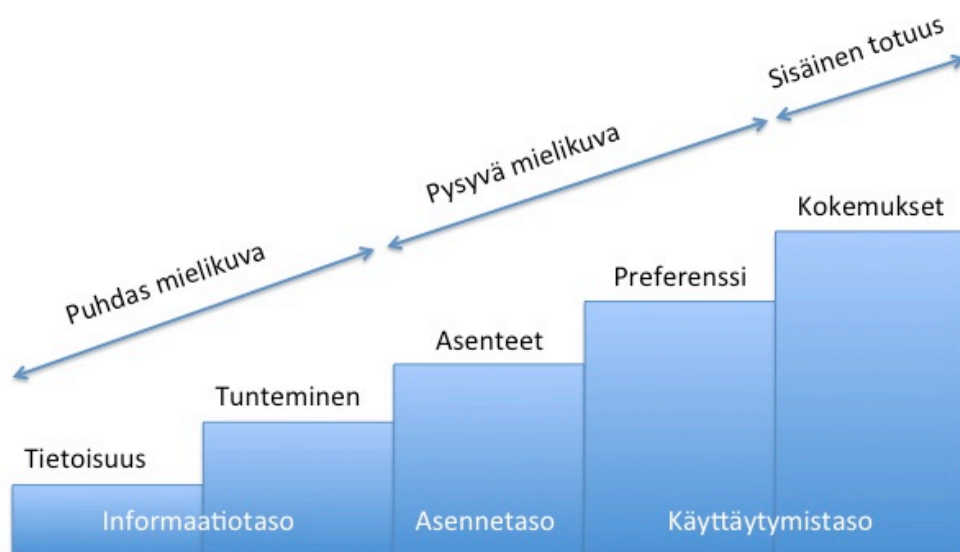 Sisäinen totuus
Pysyvä mielikuva
Puhdas mielikuva
Kokemukset
Preferenssi
Asenteet
Tunteminen
Tietoisuus
Informaatiotaso
Asennetaso
Käyttäytymistaso